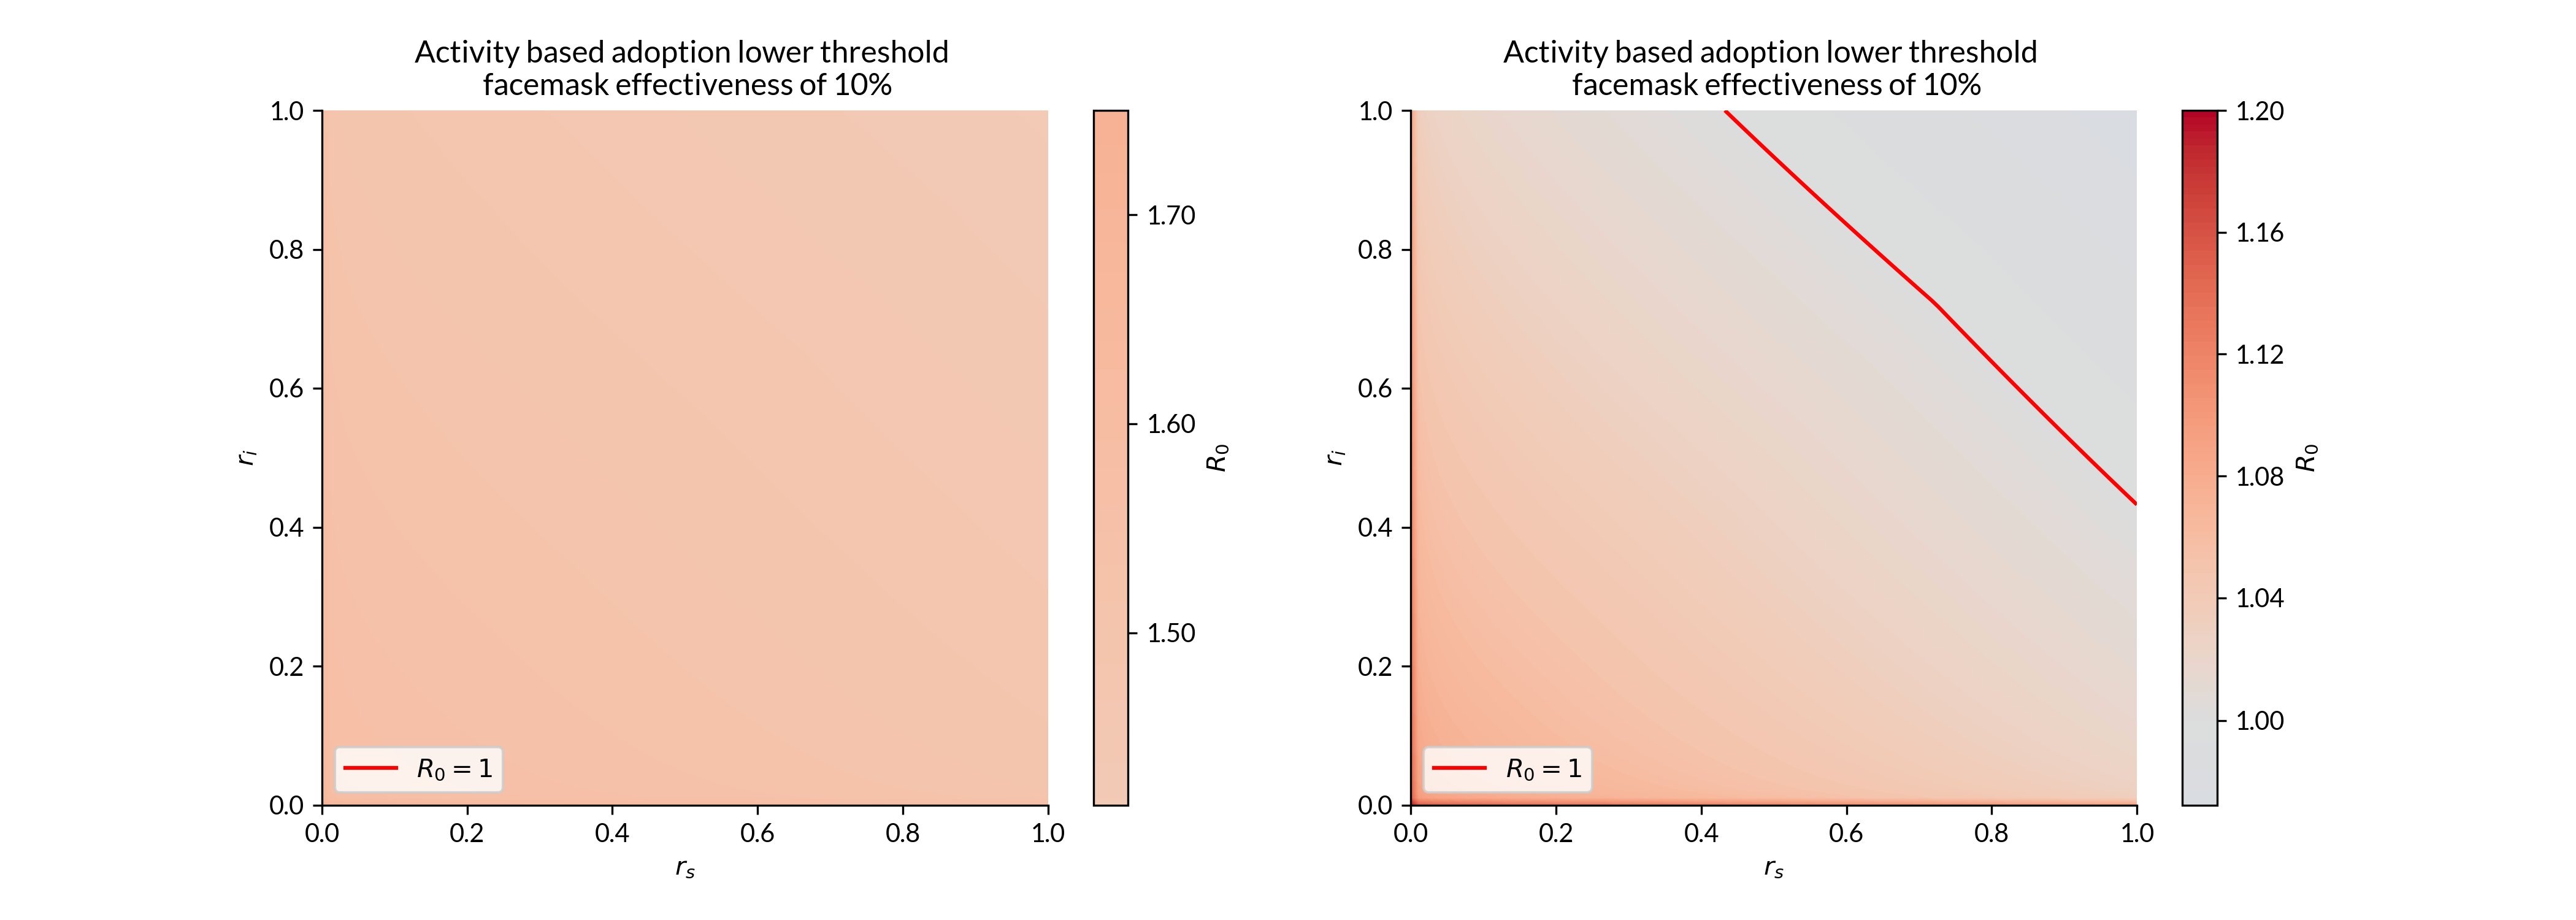 Activity based adoption lower threshold
facemask effectiveness of 10%
1.0
0.8
0.6
0.4
0.2
0.0
0.0 0.2 0.4 0.6 0.8 1.0
r_i
r_s
R_0 = 1
1.70
1.60
1.50
R_0
Activity based adoption lower threshold
facemask effectiveness of 10%
1.0
0.8
0.6
0.4
0.2
0.0
0.0 0.2 0.4 0.6 0.8 1.0
r_i
r_s
R_0 = 1
1.20
1.16
1.12
1.08
1.04
1.00
R_0